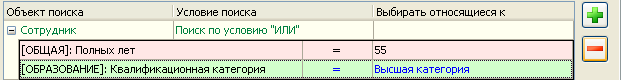 Объект поиска Условие поиска Выбирать относящиеся к
Сотрудник Поиск по условию "ИЛИ"
[ОБЩАЯ]: Полных лет = 55
[ОБРАЗОВАНИЕ]: Квалификационная категория = Высшая категория